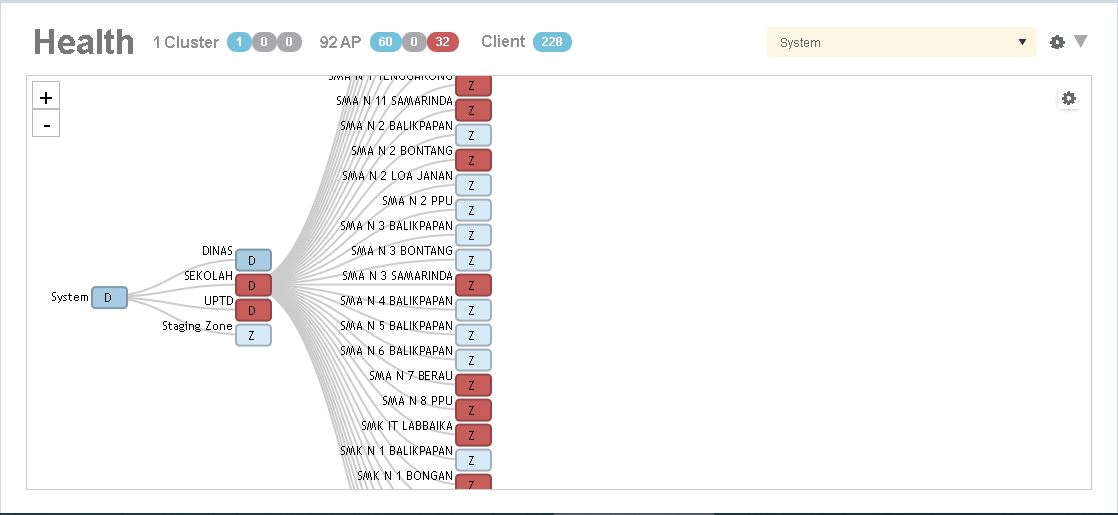 Health 1 Cluster 1 0 0 92 AP 60 0 32 Client 228 System
+
-
SMA N 1 TENGGARONG Z
SMA N 11 SAMARINDA Z
SMA N 2 BALIKPAPAN Z
SMA N 2 BONTANG Z
SMA N 2 LOA JANAN Z
SMA N 2 PPU Z
SMA N 3 BALIKPAPAN Z
DINAS D
SMA N 3 BONTANG Z
SEKOLAH D
SMA N 3 SAMARINDA Z
System D
UPTD D
SMA N 4 BALIKPAPAN Z
Staging Zone Z
SMA N 5 BALIKPAPAN Z
SMA N 6 BALIKPAPAN Z
SMA N 7 BERAU Z
SMA N 8 PPU Z
SMK IT LABBAIKA Z
SMK N 1 BALIKPAPAN Z
SMK N 1 BONGAN Z